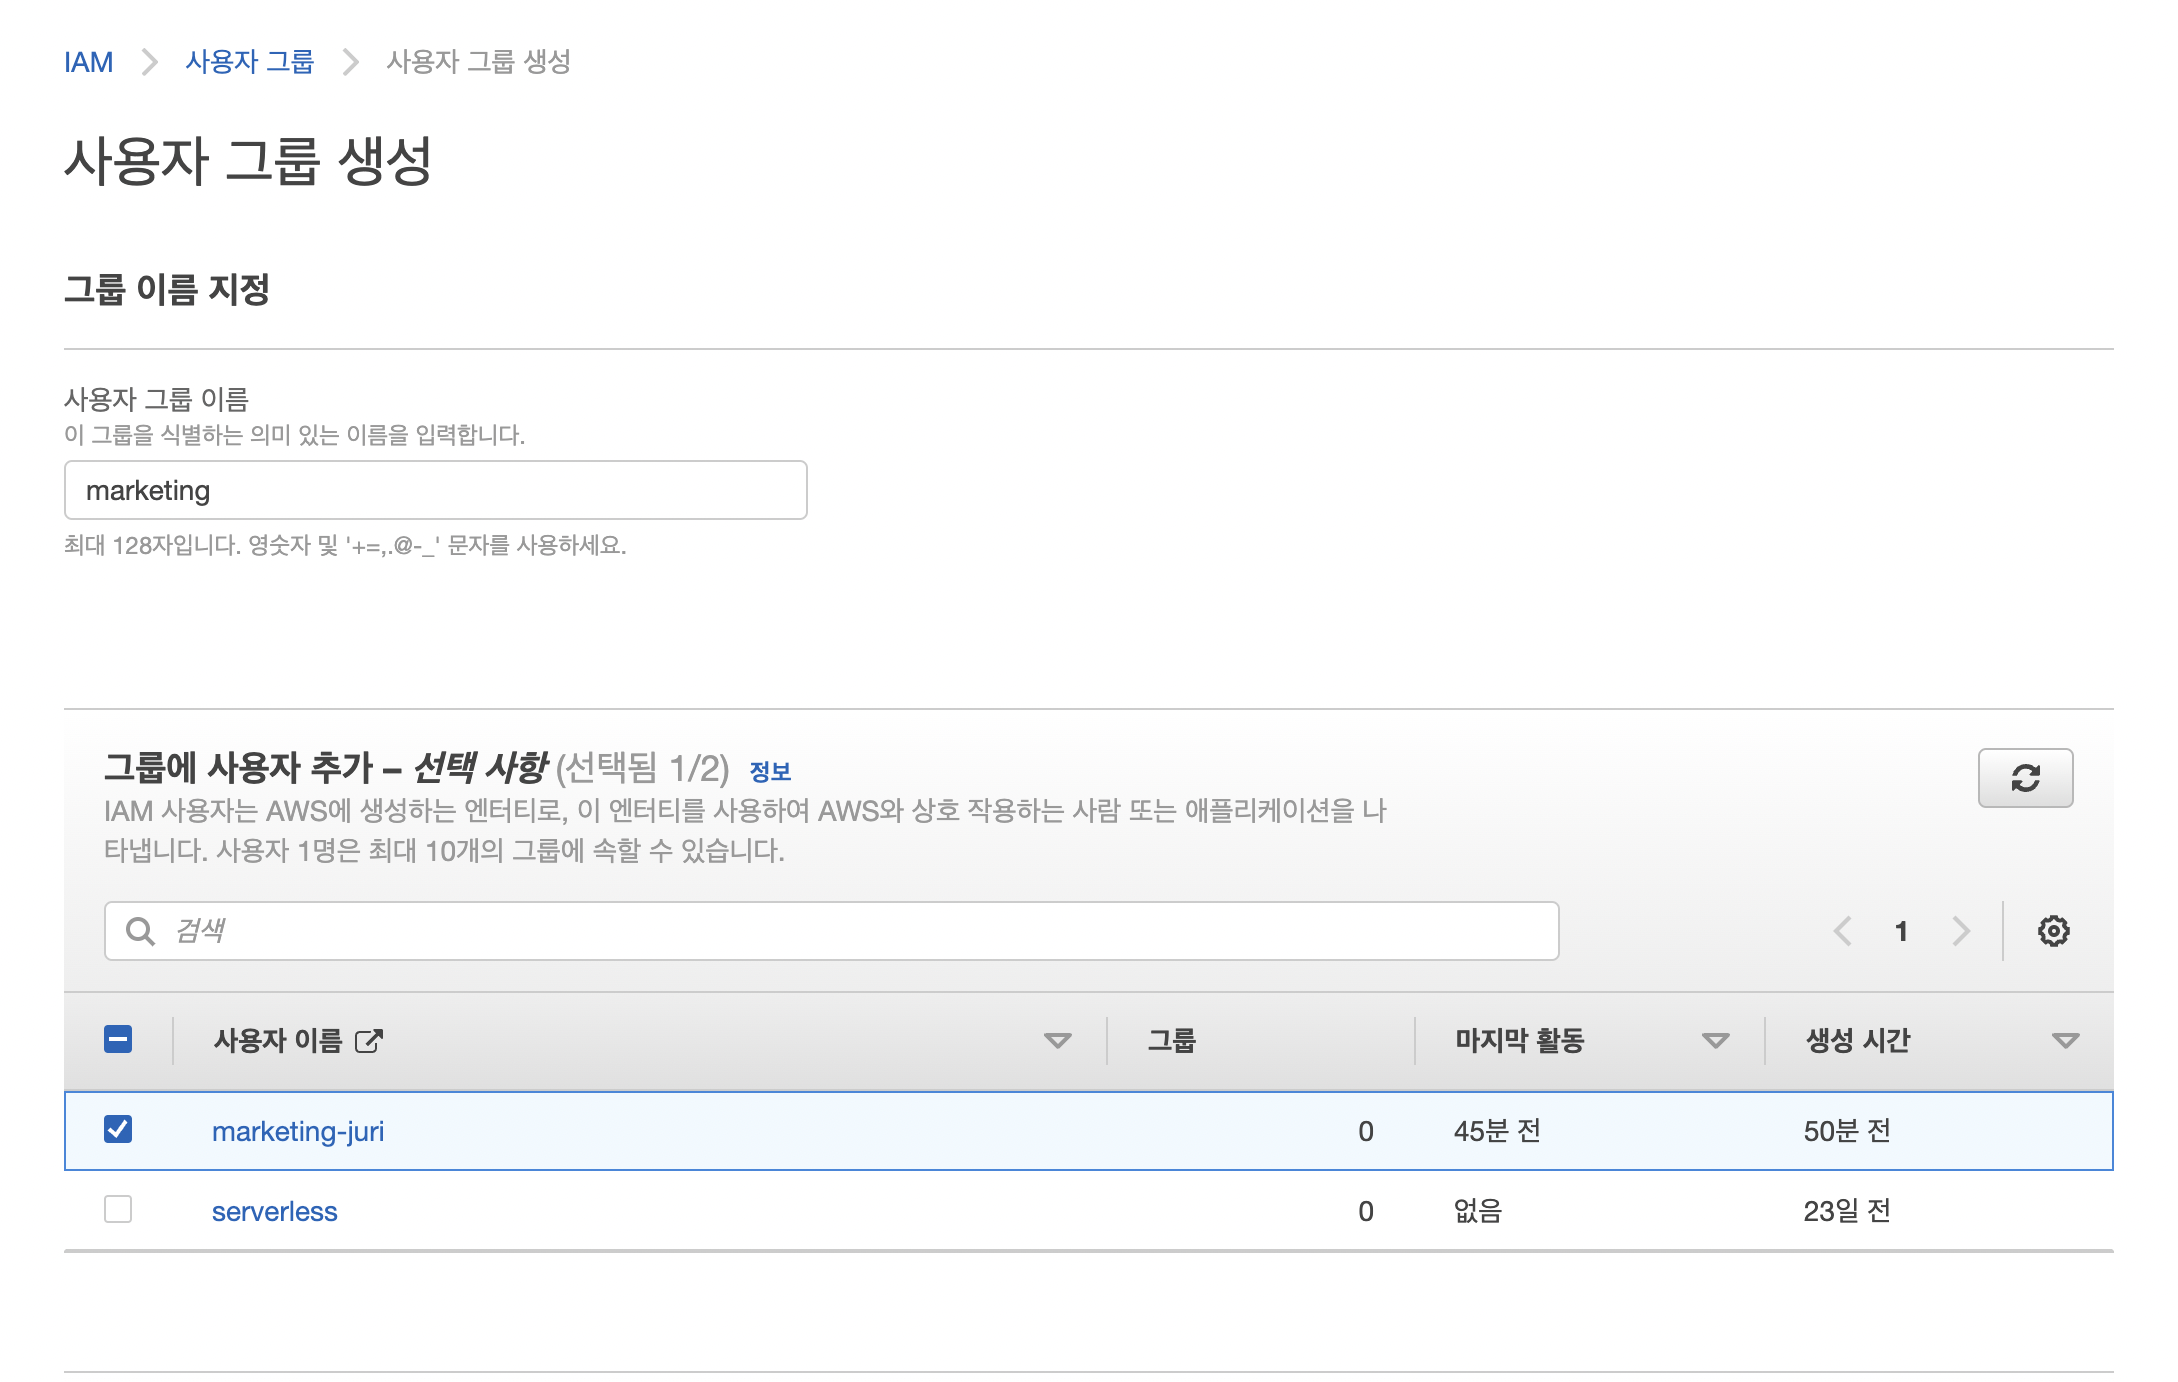 IAM 사용자 그룹 사용자 그룹 생성
사용자 그룹 생성
그룹 이름 지정
사용자 그룹 이름
이 그룹을 식별하는 의미 있는 이름을 입력합니다.
marketing
최대 128자입니다. 영숫자 및 '+=,.@-_' 문자를 사용하세요.
그룹에 사용자 추가 – 선택 사항 (선택됨 1/2) 정보
IAM 사용자는 AWS에 생성하는 엔터티로, 이 엔터티를 사용하여 AWS와 상호 작용하는 사람 또는 애플리케이션을 나
타냅니다. 사용자 1명은 최대 10개의 그룹에 속할 수 있습니다.
검색 1
사용자 이름 그룹 마지막 활동 생성 시간
marketing-juri 0 45분 전 50분 전
serverless 0 없음 23일 전